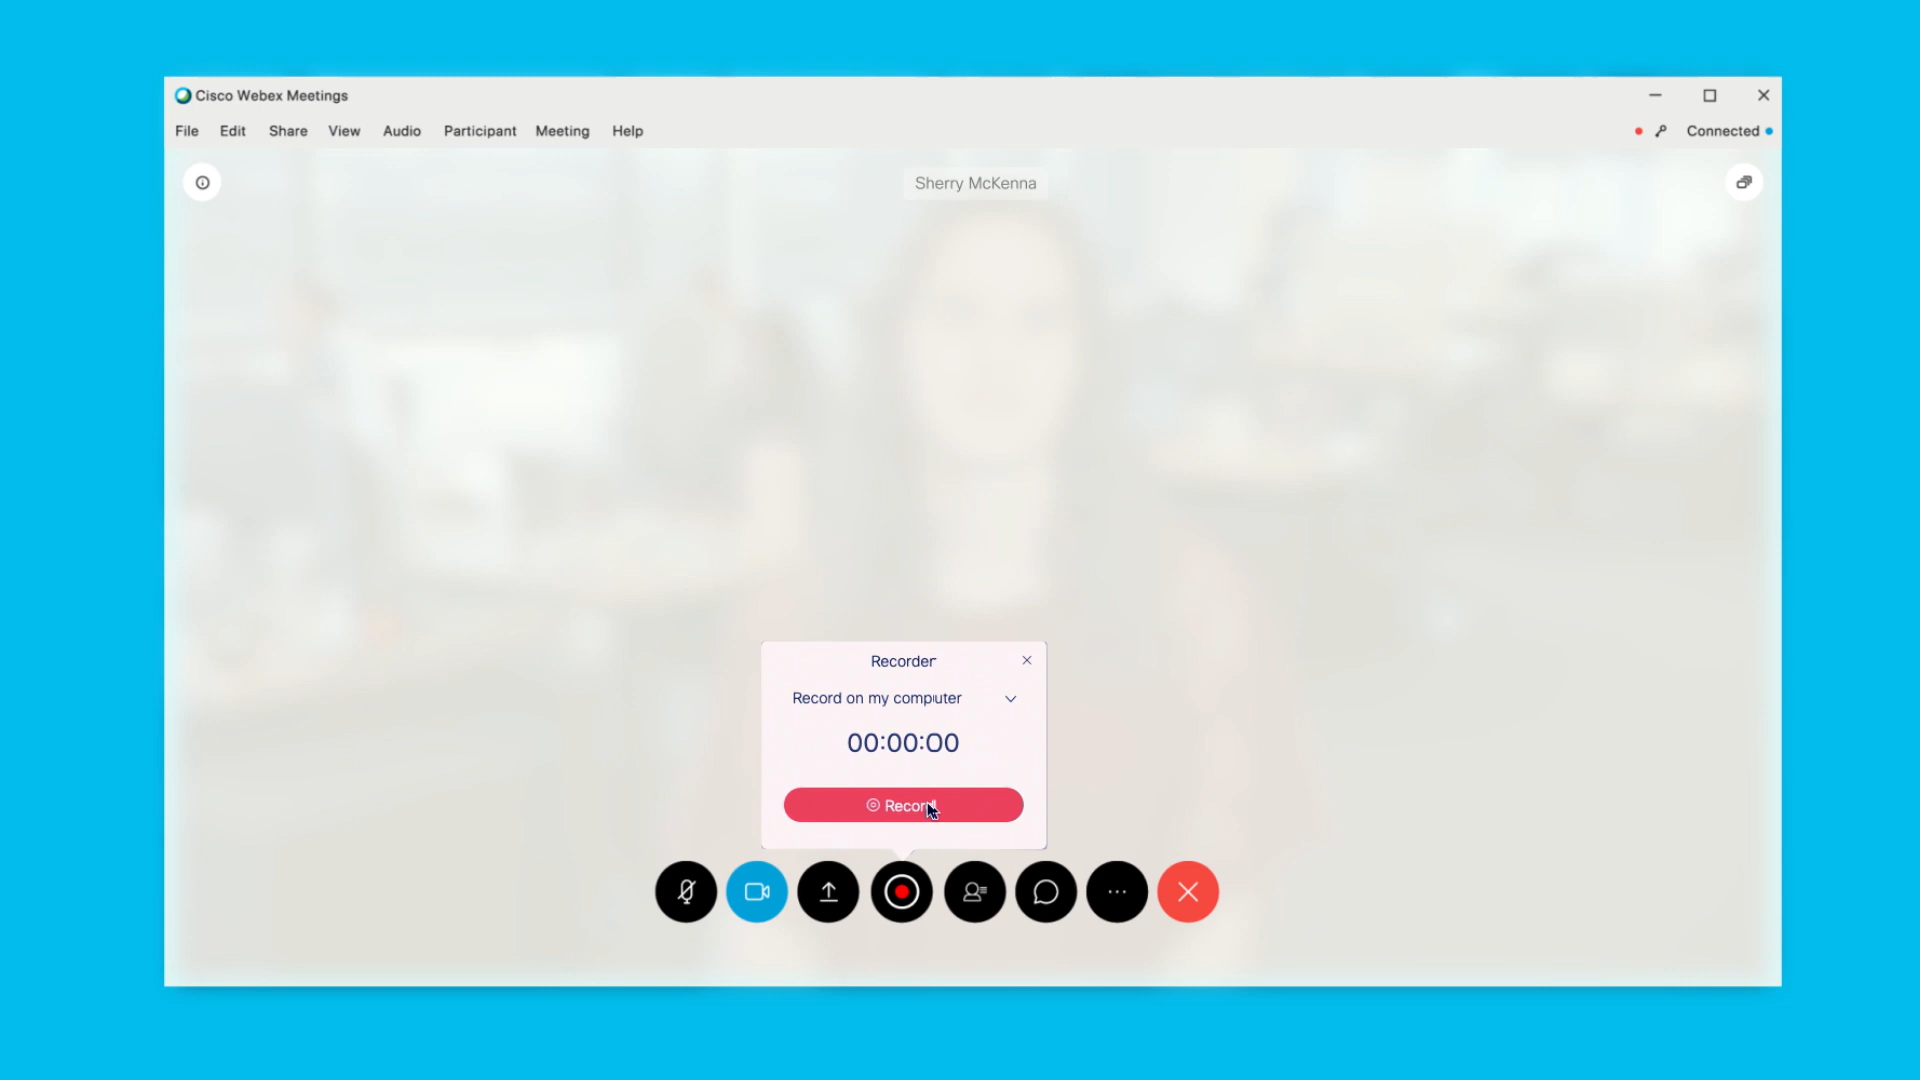 Cisco Webex Meetings
File Edit Share View Audio Participant Meeting Help
Connected
Sherry McKenna
Recorder
Record on my computer
00:00:00
Record